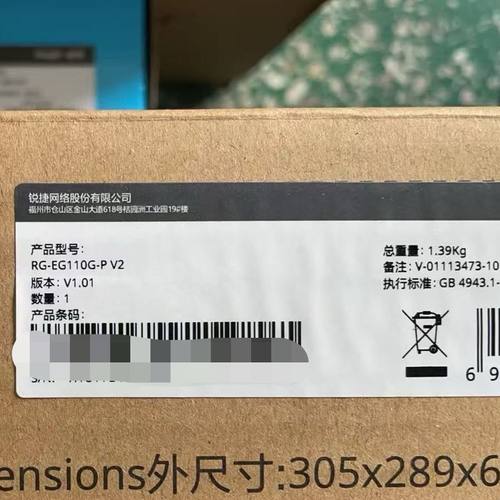 锐捷网络股份有限公司
福州市仓山区金山大道618号桔园洲工业园19#楼
产品型号:
RG-EG110G-P V2
版本: V1.01
数量: 1
产品条码:
总重量: 1.39Kg
备注: V-01113473-10
执行标准: GB 4943.1-
6 9
ensions外尺寸:305x289x6